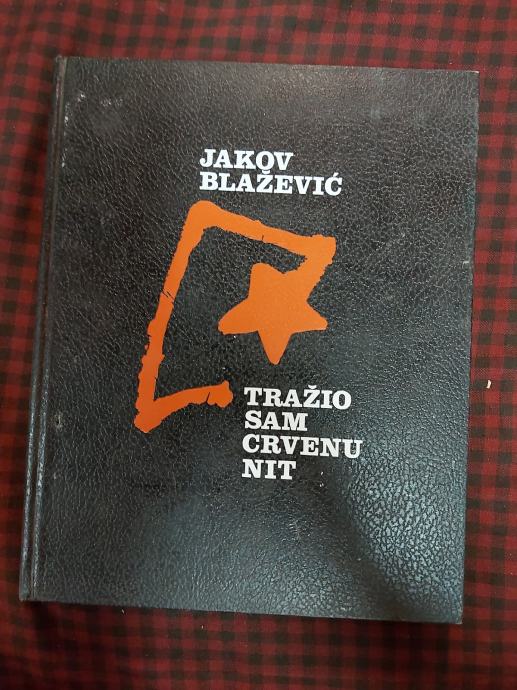 JAKOV
BLAŽEVIĆ
TRAŽIO
SAM
CRVENU
NIT